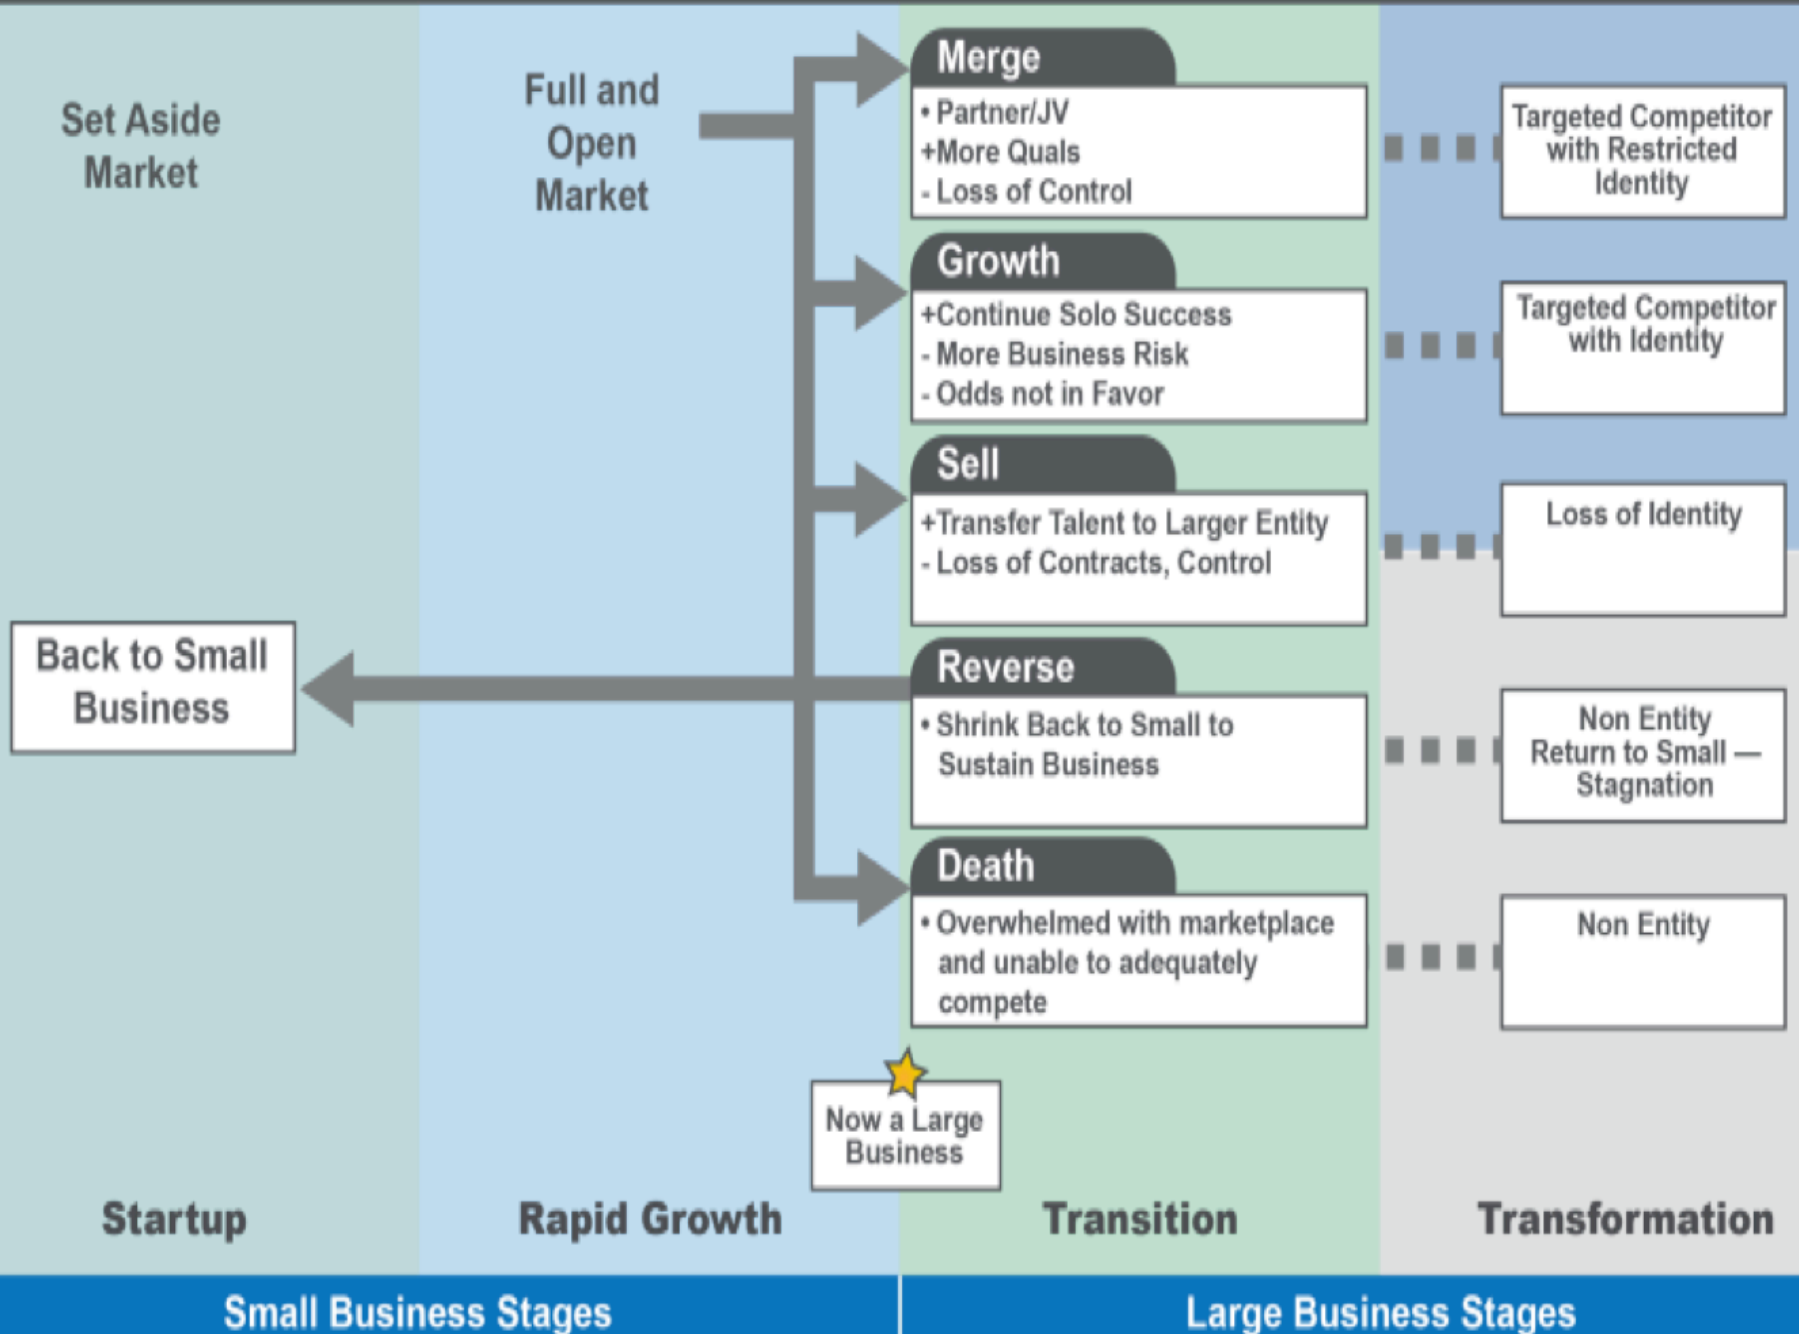 Set Aside
Market
Full and
Open
Market
Merge
• Partner/JV
+More Quals
- Loss of Control
Targeted Competitor
with Restricted
Identity
Growth
+Continue Solo Success
- More Business Risk
- Odds not in Favor
Targeted Competitor
with Identity
Sell
+Transfer Talent to Larger Entity
- Loss of Contracts, Control
Loss of Identity
Back to Small
Business
Reverse
• Shrink Back to Small to
Sustain Business
Non Entity
Return to Small —
Stagnation
Death
• Overwhelmed with marketplace
and unable to adequately
compete
Non Entity
Now a Large
Business
Startup
Rapid Growth
Transition
Transformation
Small Business Stages
Large Business Stages